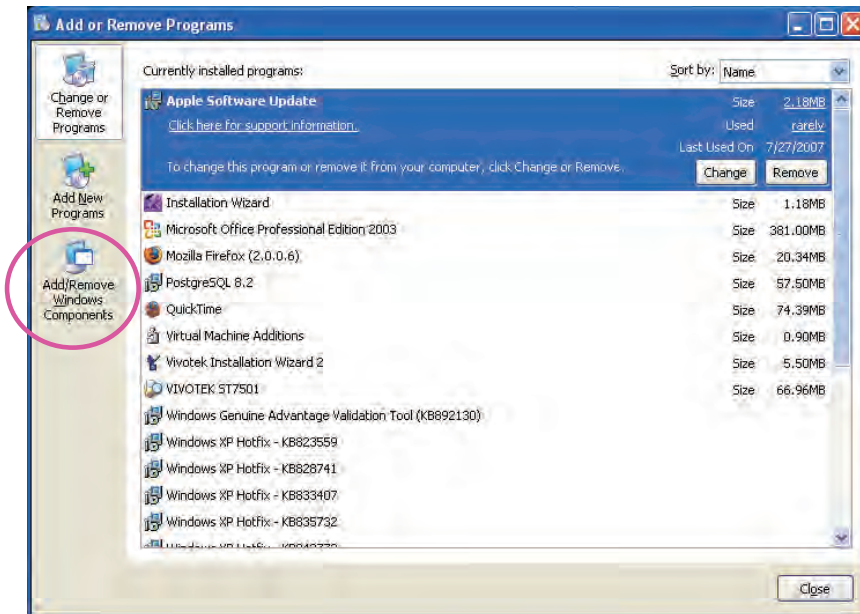 Add or Remove Programs
Change or
Remove
Programs
Add New
Programs
Add/Remove
Windows
Components
Currently installed programs:
Sort by: Name
Apple Software Update Size 2.18MB
Click here for support information. Used rarely
Last Used On 7/27/2007
To change this program or remove it from your computer, click Change or Remove.
Change Remove
Installation Wizard Size 1.18MB
Microsoft Office Professional Edition 2003 Size 381.00MB
Mozilla Firefox (2.0.0.6) Size 20.34MB
PostgreSQL 8.2 Size 57.50MB
QuickTime Size 74.39MB
Virtual Machine Additions Size 0.90MB
Vivotek Installation Wizard 2 Size 5.50MB
VIVOTEK ST7501 Size 66.96MB
Windows Genuine Advantage Validation Tool (KB892130)
Windows XP Hotfix - KB823559
Windows XP Hotfix - KB828741
Windows XP Hotfix - KB833407
Windows XP Hotfix - KB835732
Windows XP Hotfix -
Close